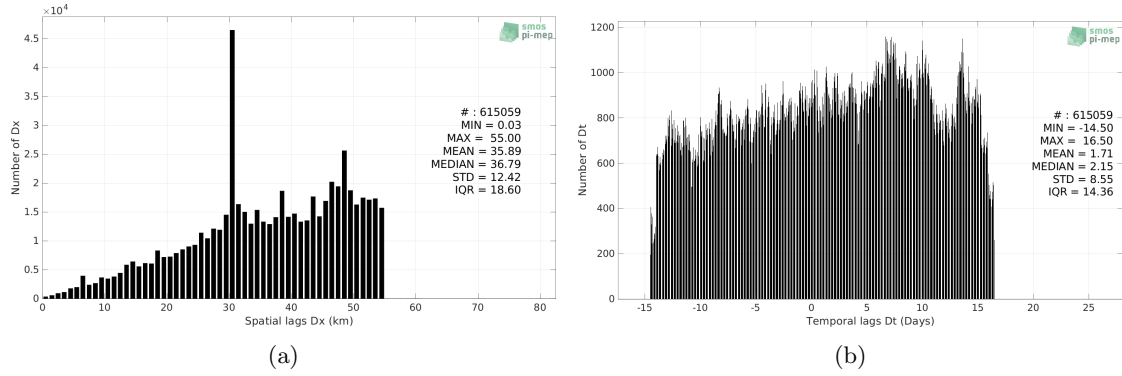 ×10⁴
smos
pi-mep
4.5
4
3.5
3
2.5
2
1.5
1
0.5
0
Number of Dx
# : 615059
MIN = 0.03
MAX = 55.00
MEAN = 35.89
MEDIAN = 36.79
STD = 12.42
IQR = 18.60
0 10 20 30 40 50 60 70 80
Spatial lags Dx (km)
(a)
smos
pi-mep
1200
1000
800
600
400
200
0
Number of Dt
# : 615059
MIN = -14.50
MAX = 16.50
MEAN = 1.71
MEDIAN = 2.15
STD = 8.55
IQR = 14.36
-15 -10 -5 0 5 10 15 20 25
Temporal lags Dt (Days)
(b)